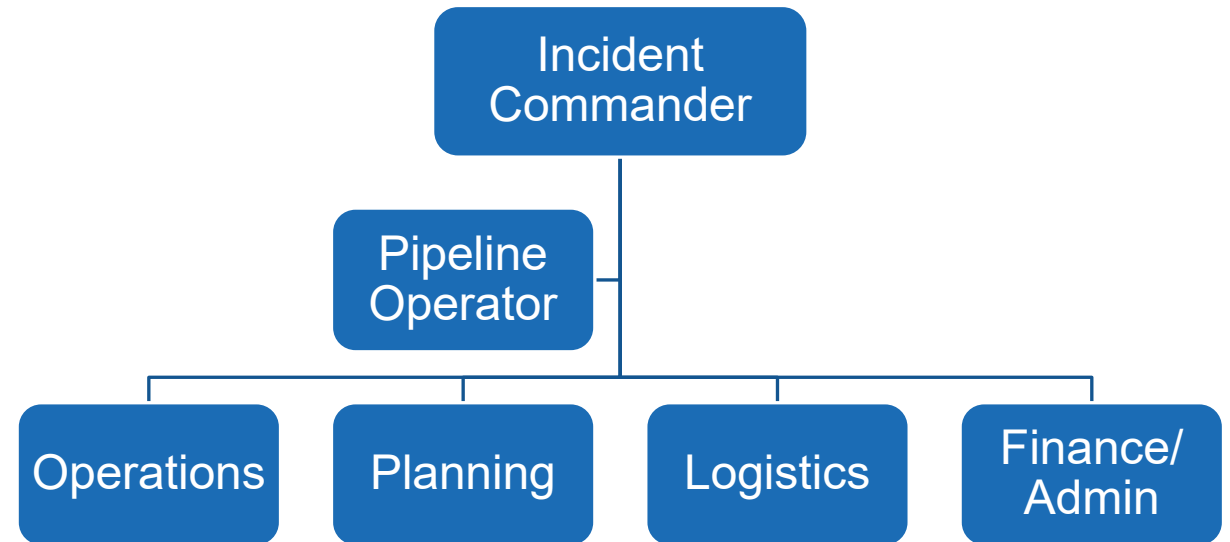 Incident
Commander
Pipeline
Operator
Operations
Planning
Logistics
Finance/
Admin